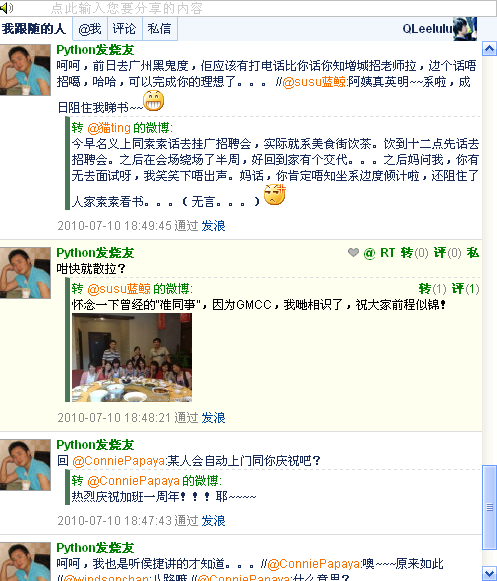 点此输入您要分享的内容
我跟随的人 @我 评论 私信 QLeelulu
Python发烧友
呵呵，前日去广州黑鬼度，佢应该有打电话比你话你知增城招老师拉，边个话唔
招喝，哈哈，可以完成你的理想了。。。 //@susu蓝鲸:阿姨真英明~~系啦，成
日阻住我睇书~~
转 @猫ting 的微博:
今早名义上同素素话去挂广招聘会，实际就系美食街饮茶。饮到十二点先话去
招聘会。之后在会场绕场了半周，好回到家有个交代。。。之后妈问我，你有
无去面试呀，我笑笑下唔出声。妈话，你肯定唔知坐系边度倾计啦，还阻住了
人家素素看书。。。（ 无言。。。）
2010-07-10 18:49:45 通过 发浪
Python发烧友 @ RT 转(0) 评(0) 私
咁快就散拉？
转 @susu蓝鲸 的微博: 转(1) 评(1)
怀念一下曾经的"准同事"，因为GMCC，我哋相识了，祝大家前程似锦！
2010-07-10 18:48:21 通过 发浪
Python发烧友
回 @ConniePapaya:某人会自动上门同你庆祝吧？
转 @ConniePapaya 的微博:
热烈庆祝加班一周年！！！耶~~~~
2010-07-10 18:47:43 通过 发浪
Python发烧友
呵呵，我也是听侯捷讲的才知道。。。//@ConniePapaya:噢~~~原来如此
//@windsonchan:八路嘛 //@ConniePapaya:什么意思？